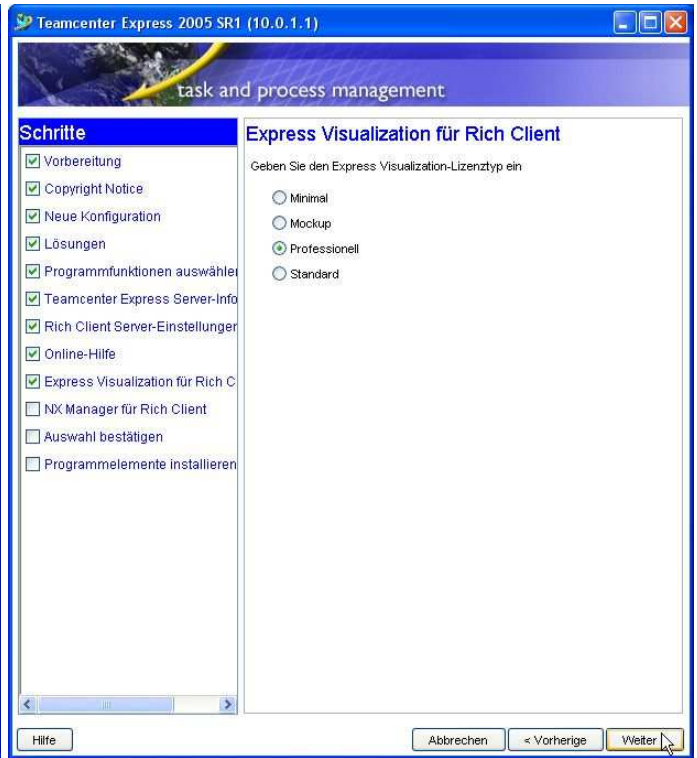 Teamcenter Express 2005 SR1 (10.0.1.1)
task and process management
Schritte
Vorbereitung
Copyright Notice
Neue Konfiguration
Lösungen
Programmfunktionen auswähler
Teamcenter Express Server-Info
Rich Client Server-Einstellunger
Online-Hilfe
Express Visualization für Rich C
NX Manager für Rich Client
Auswahl bestätigen
Programmelemente installieren
Express Visualization für Rich Client
Geben Sie den Express Visualization-Lizenztyp ein
Minimal
Mockup
Professionell
Standard
Hilfe
Abbrechen
< Vorherige
Weiter